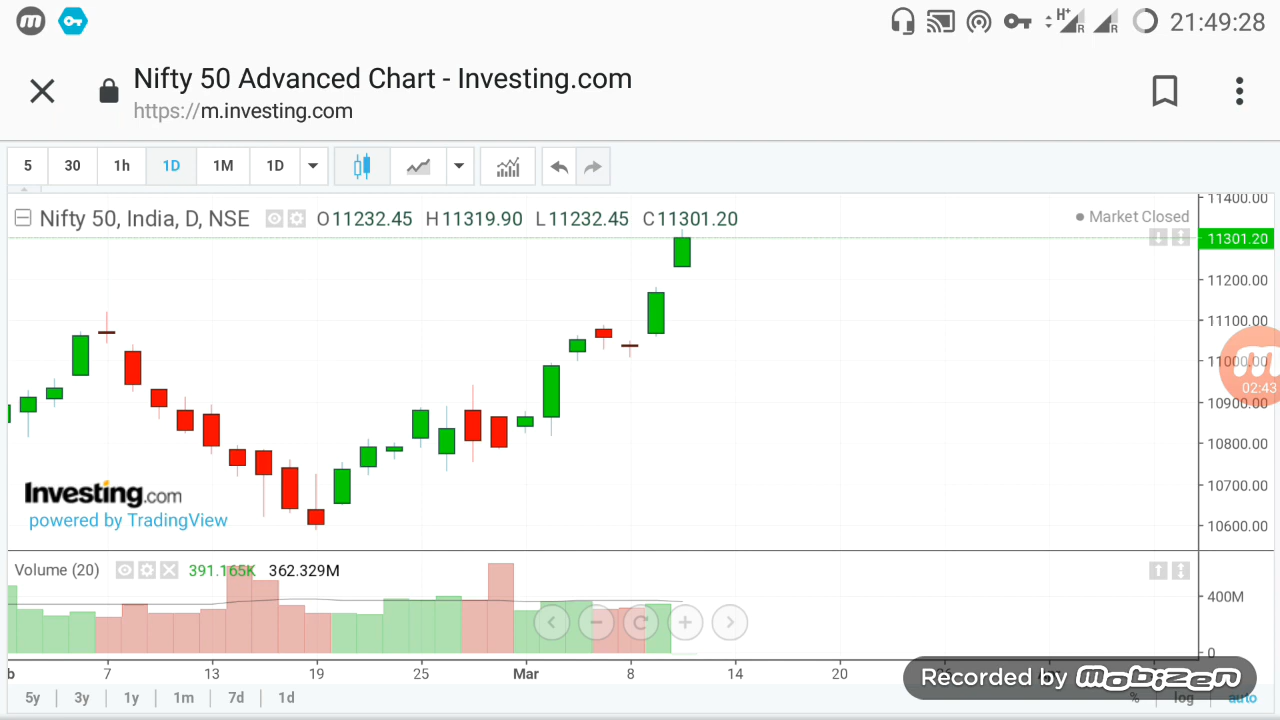 21:49:28
Nifty 50 Advanced Chart - Investing.com
https://m.investing.com
5 30 1h 1D 1M 1D
Nifty 50, India, D, NSE O11232.45 H11319.90 L11232.45 C11301.20
Market Closed
11400.00
11301.20
11200.00
11100.00
11000.00
02:43
10900.00
10800.00
10700.00
10600.00
Investing.com
powered by TradingView
Volume (20) 391.165K 362.329M
400M
0
b 7 13 19 25 Mar 8 14 20
Recorded by mobizen
5y 3y 1y 1m 7d 1d % log auto